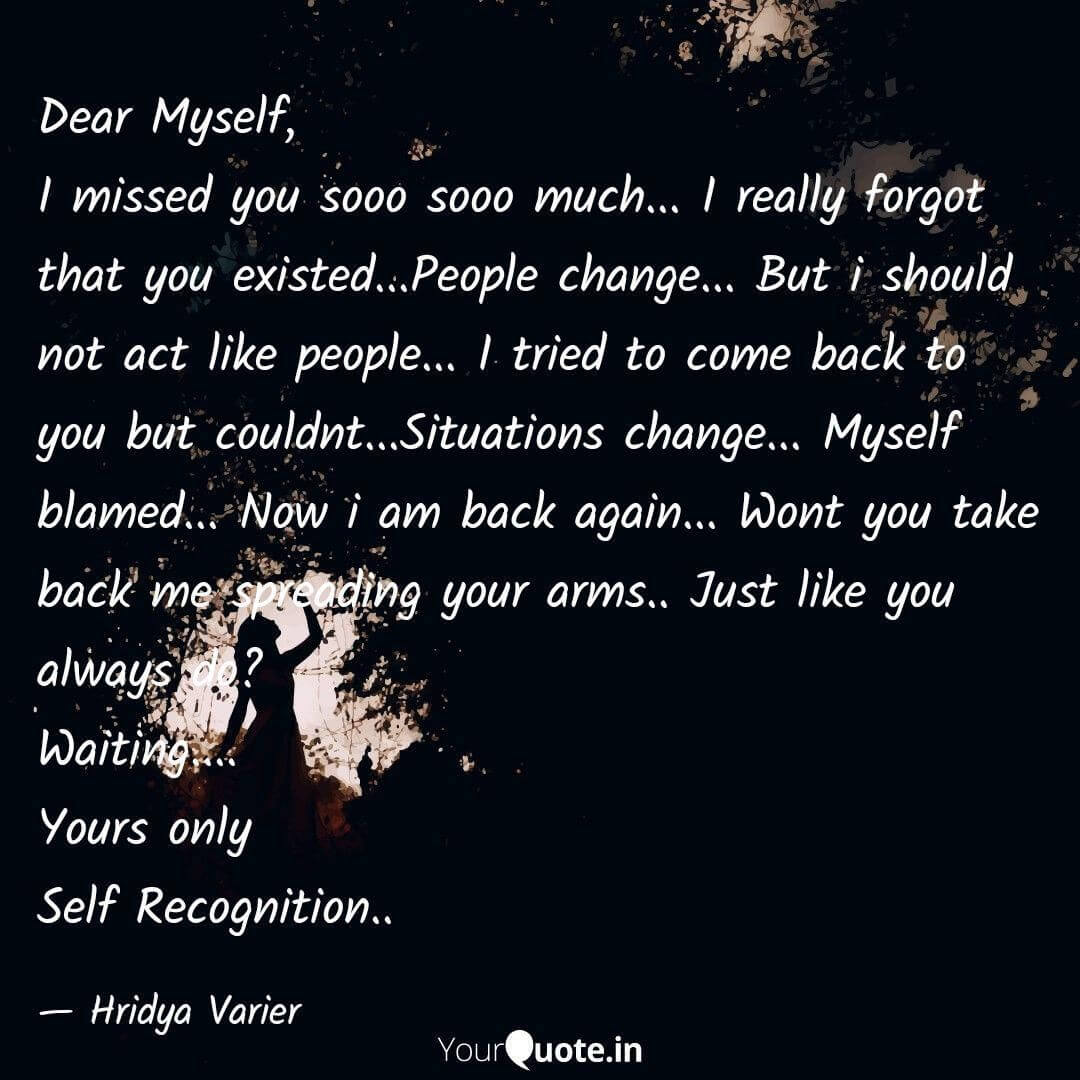 Dear Myself,
I missed you sooo sooo much... I really forgot
that you existed...People change... But i should
not act like people... I tried to come back to
you but couldnt...Situations change... Myself
blamed... Now i am back again... Wont you take
back me spreading your arms.. Just like you
always do?
Waiting....
Yours only
Self Recognition..
— Hridya Varier
YourQuote.in